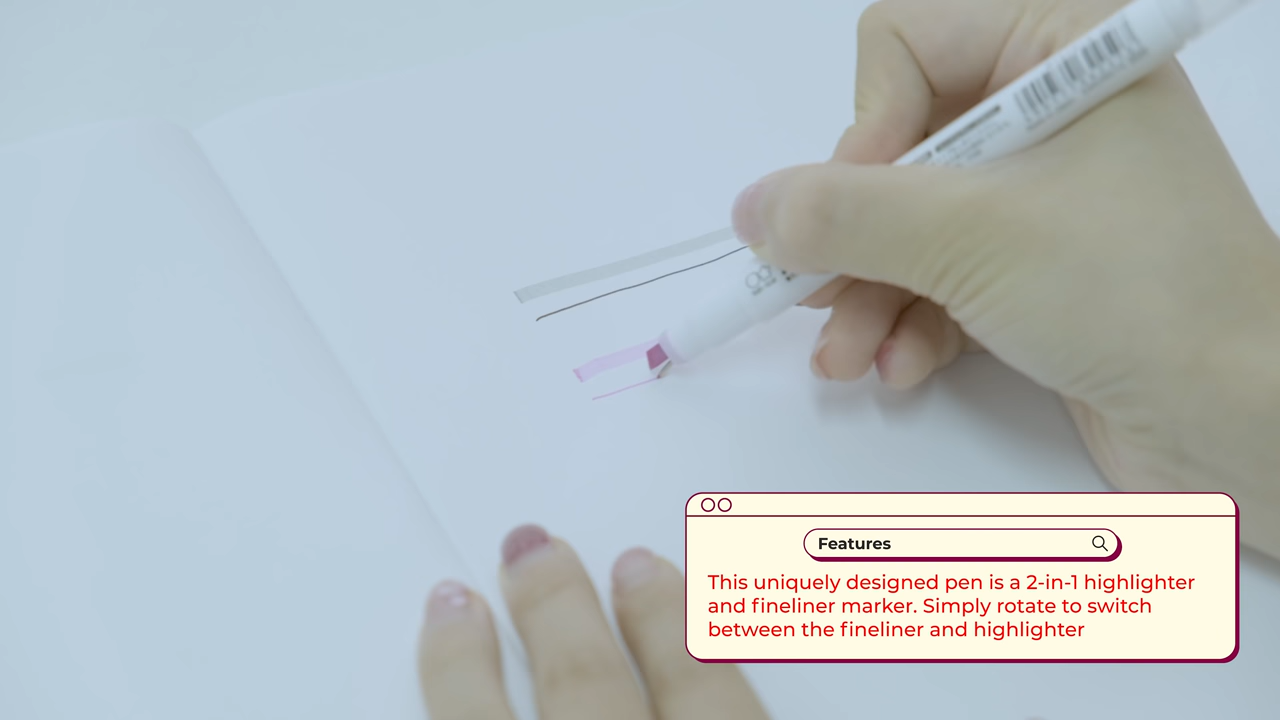 Features
This uniquely designed pen is a 2-in-1 highlighter
and fineliner marker. Simply rotate to switch
between the fineliner and highlighter